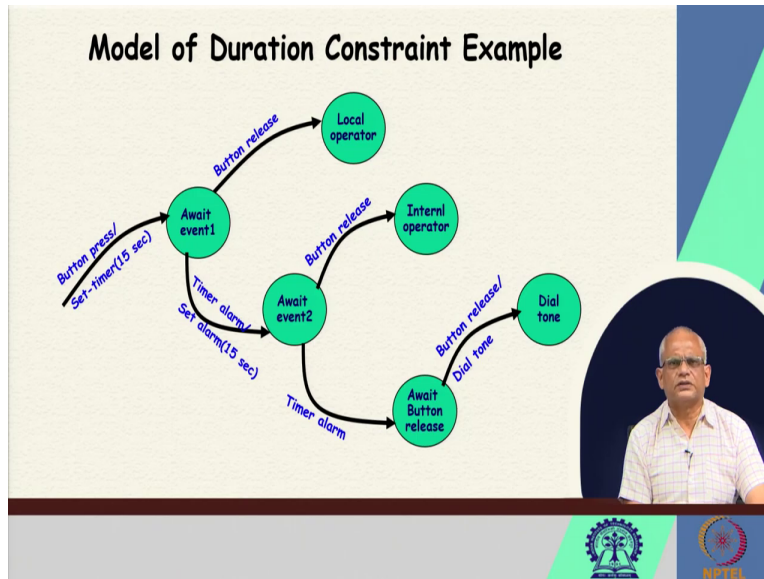 Model of Duration Constraint Example
Button release
Local
operator
Await
event1
Button press/
Set-timer(15 sec)
Button release
Internl
operator
Timer alarm/
Set alarm(15 sec)
Await
event2
Button release/
Dial tone
Dial
tone
Timer alarm
Await
Button
release
NPTEL